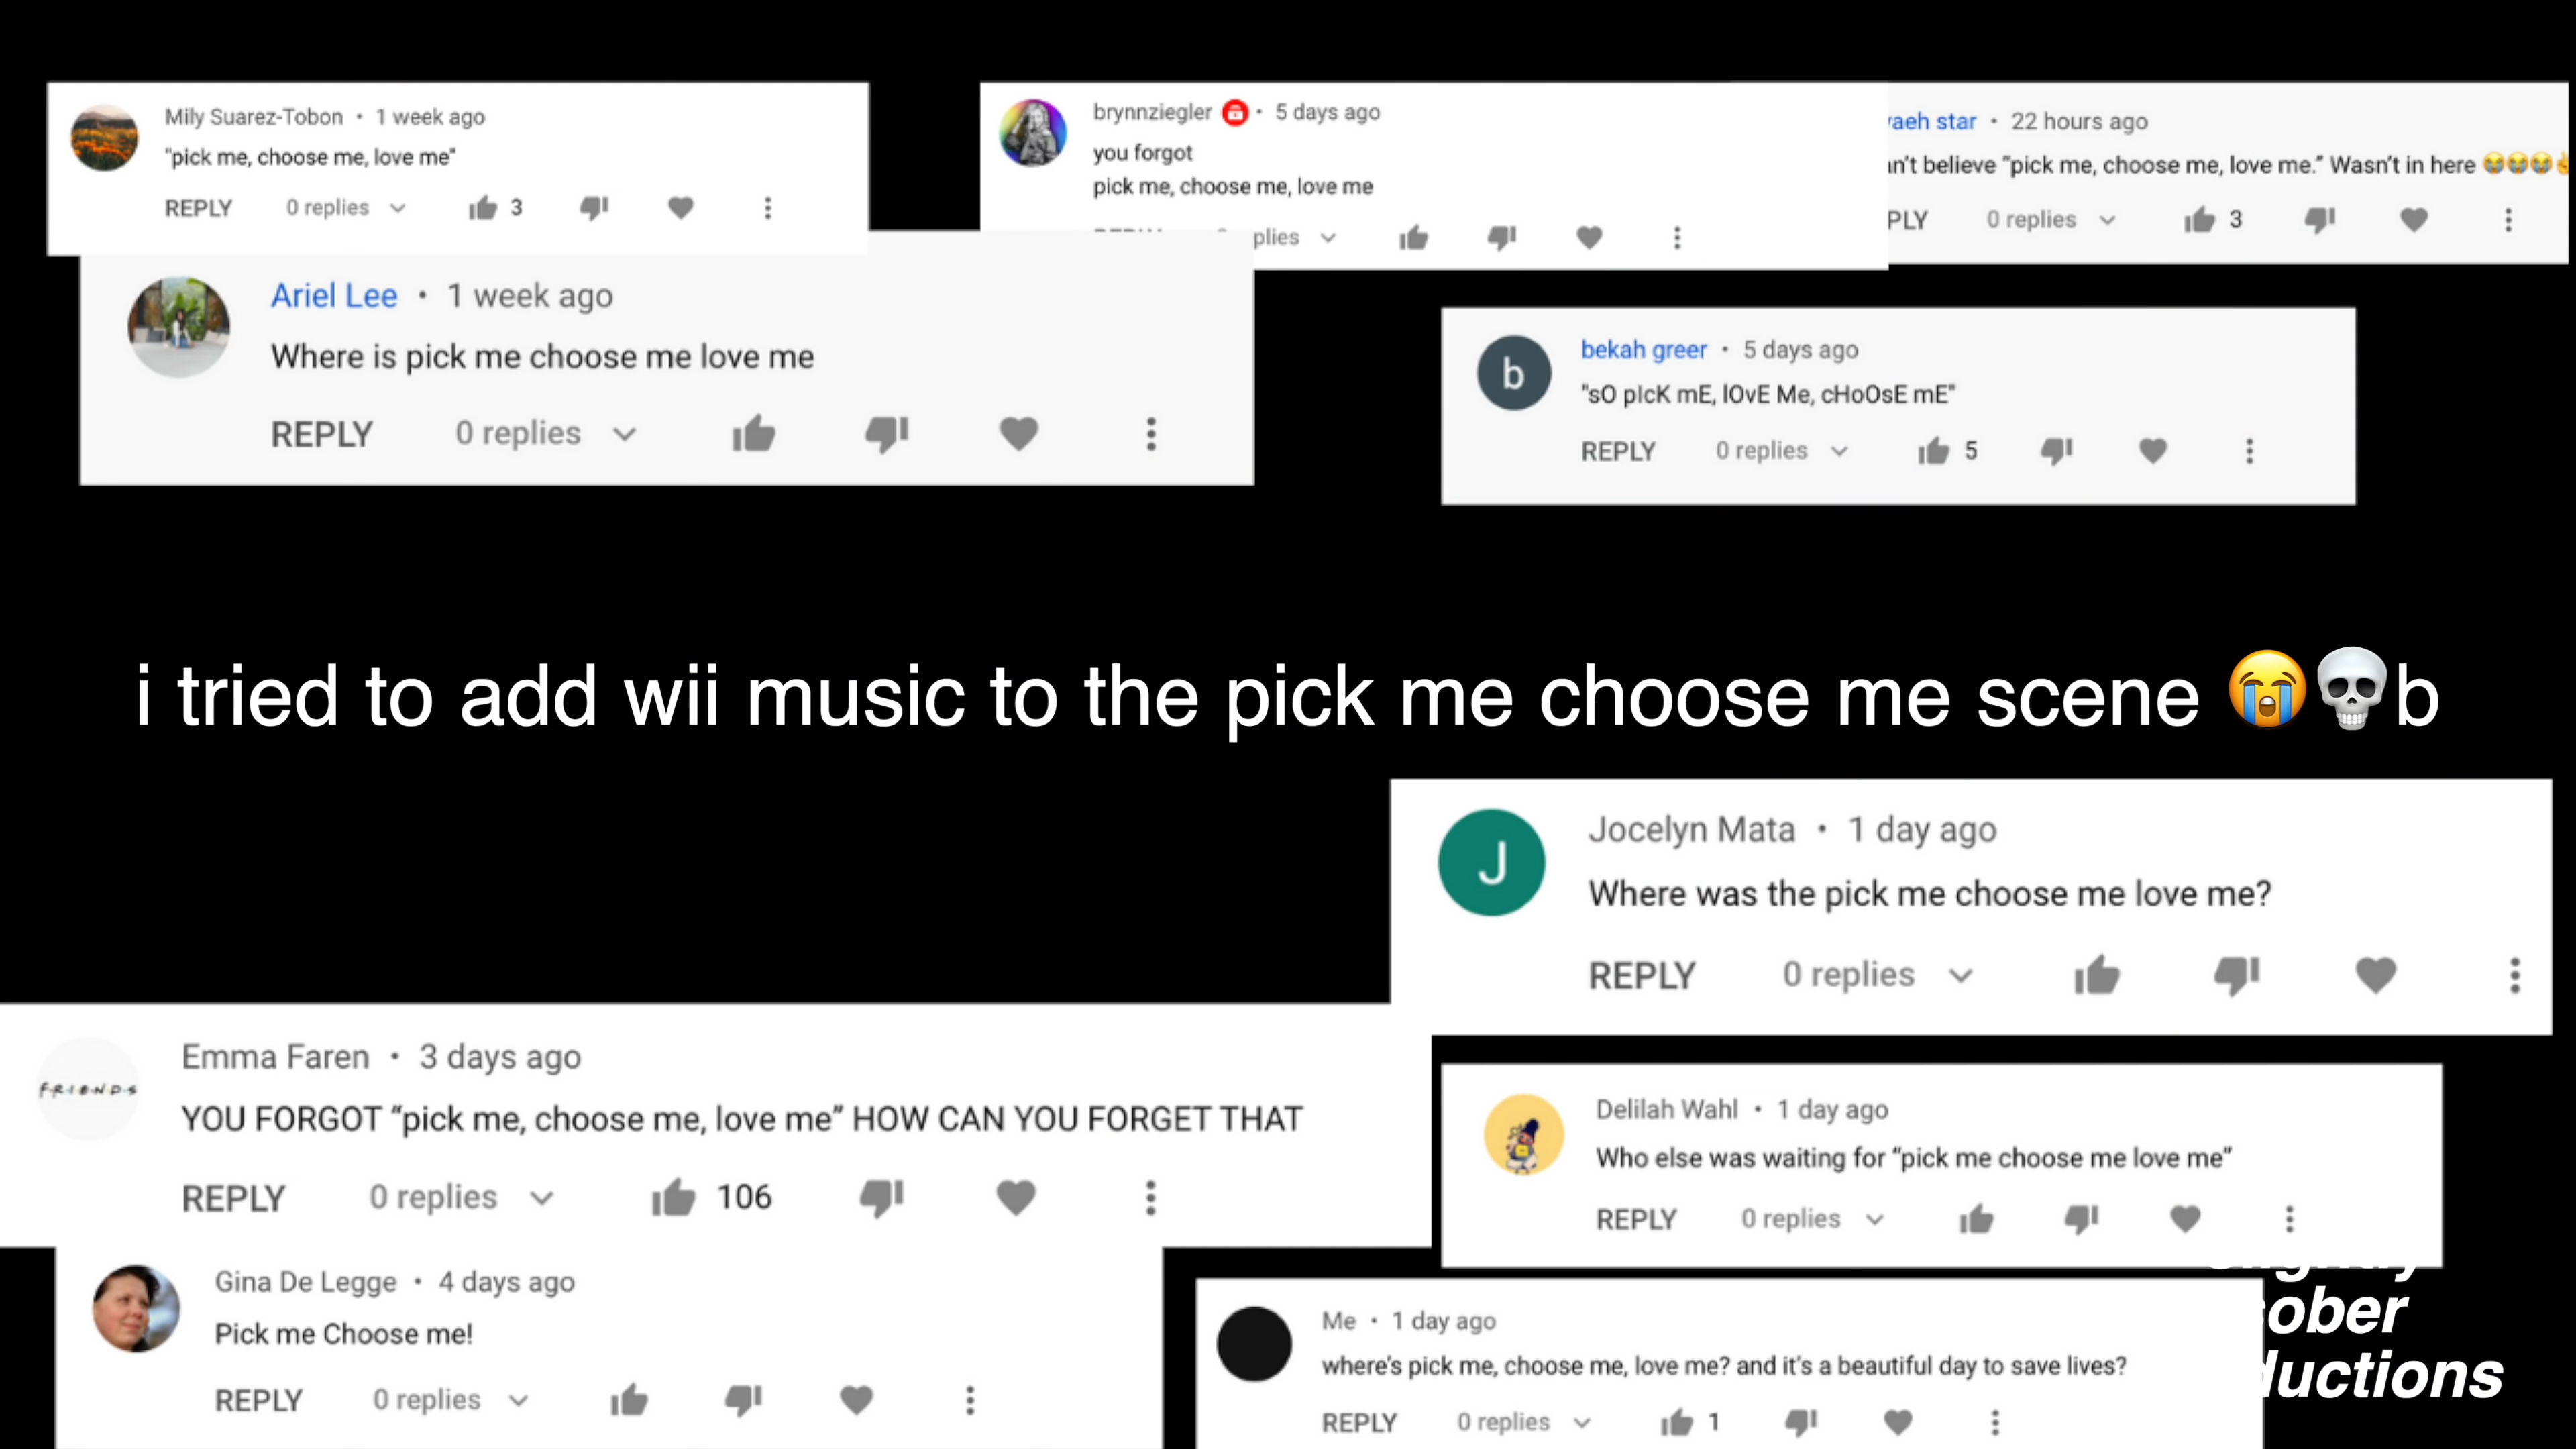 Mily Suarez-Tobon • 1 week ago
"pick me, choose me, love me"
REPLY 0 replies 3
brynnziegler • 5 days ago
you forgot
pick me, choose me, love me
plies
aeh star • 22 hours ago
n't believe “pick me, choose me, love me.” Wasn't in here 😭😭😭
PLY 0 replies 3
Ariel Lee • 1 week ago
Where is pick me choose me love me
REPLY 0 replies
b
bekah greer • 5 days ago
"sO pIcK mE, lOvE Me, cHoOsE mE"
REPLY 0 replies 5
i tried to add wii music to the pick me choose me scene 😭💀b
J
Jocelyn Mata • 1 day ago
Where was the pick me choose me love me?
REPLY 0 replies
F•R•I•E•N•D•S
Emma Faren • 3 days ago
YOU FORGOT “pick me, choose me, love me” HOW CAN YOU FORGET THAT
REPLY 0 replies 106
Delilah Wahl • 1 day ago
Who else was waiting for “pick me choose me love me”
REPLY 0 replies
Gina De Legge • 4 days ago
Pick me Choose me!
REPLY 0 replies
Me • 1 day ago
where's pick me, choose me, love me? and it's a beautiful day to save lives?
REPLY 0 replies 1
ober
ductions